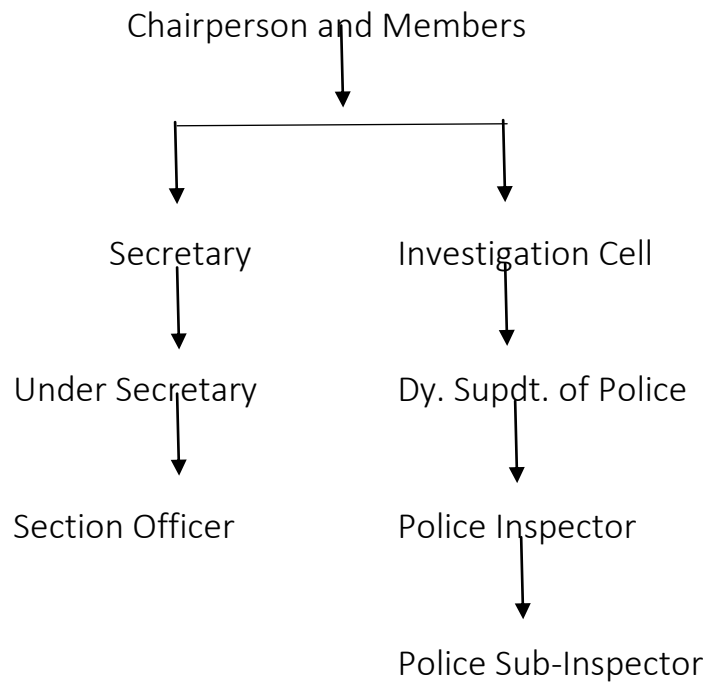 Chairperson and Members
Secretary
Investigation Cell
Under Secretary
Dy. Supdt. of Police
Section Officer
Police Inspector
Police Sub-Inspector